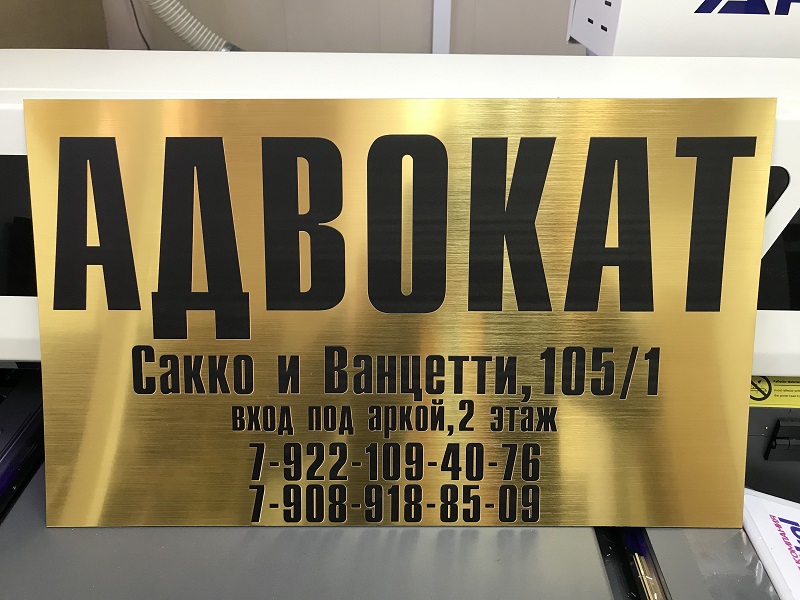 АДВОКАТ
Сакко и Ванцетти,105/1
вход под аркой,2 этаж
7-922-109-40-76
7-908-918-85-09